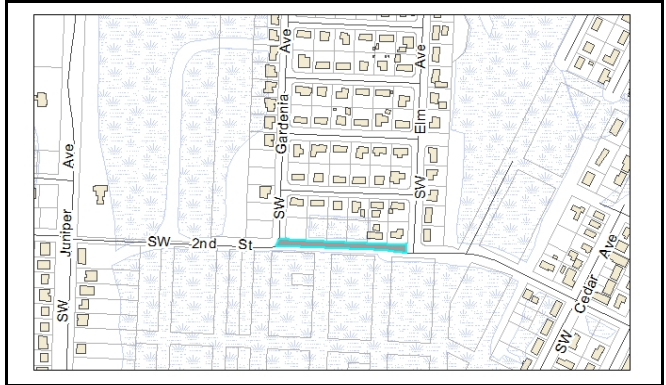 SW Gardenia Ave
SW Elm Ave
SW Juniper Ave
SW 2nd St
SW Cedar Ave